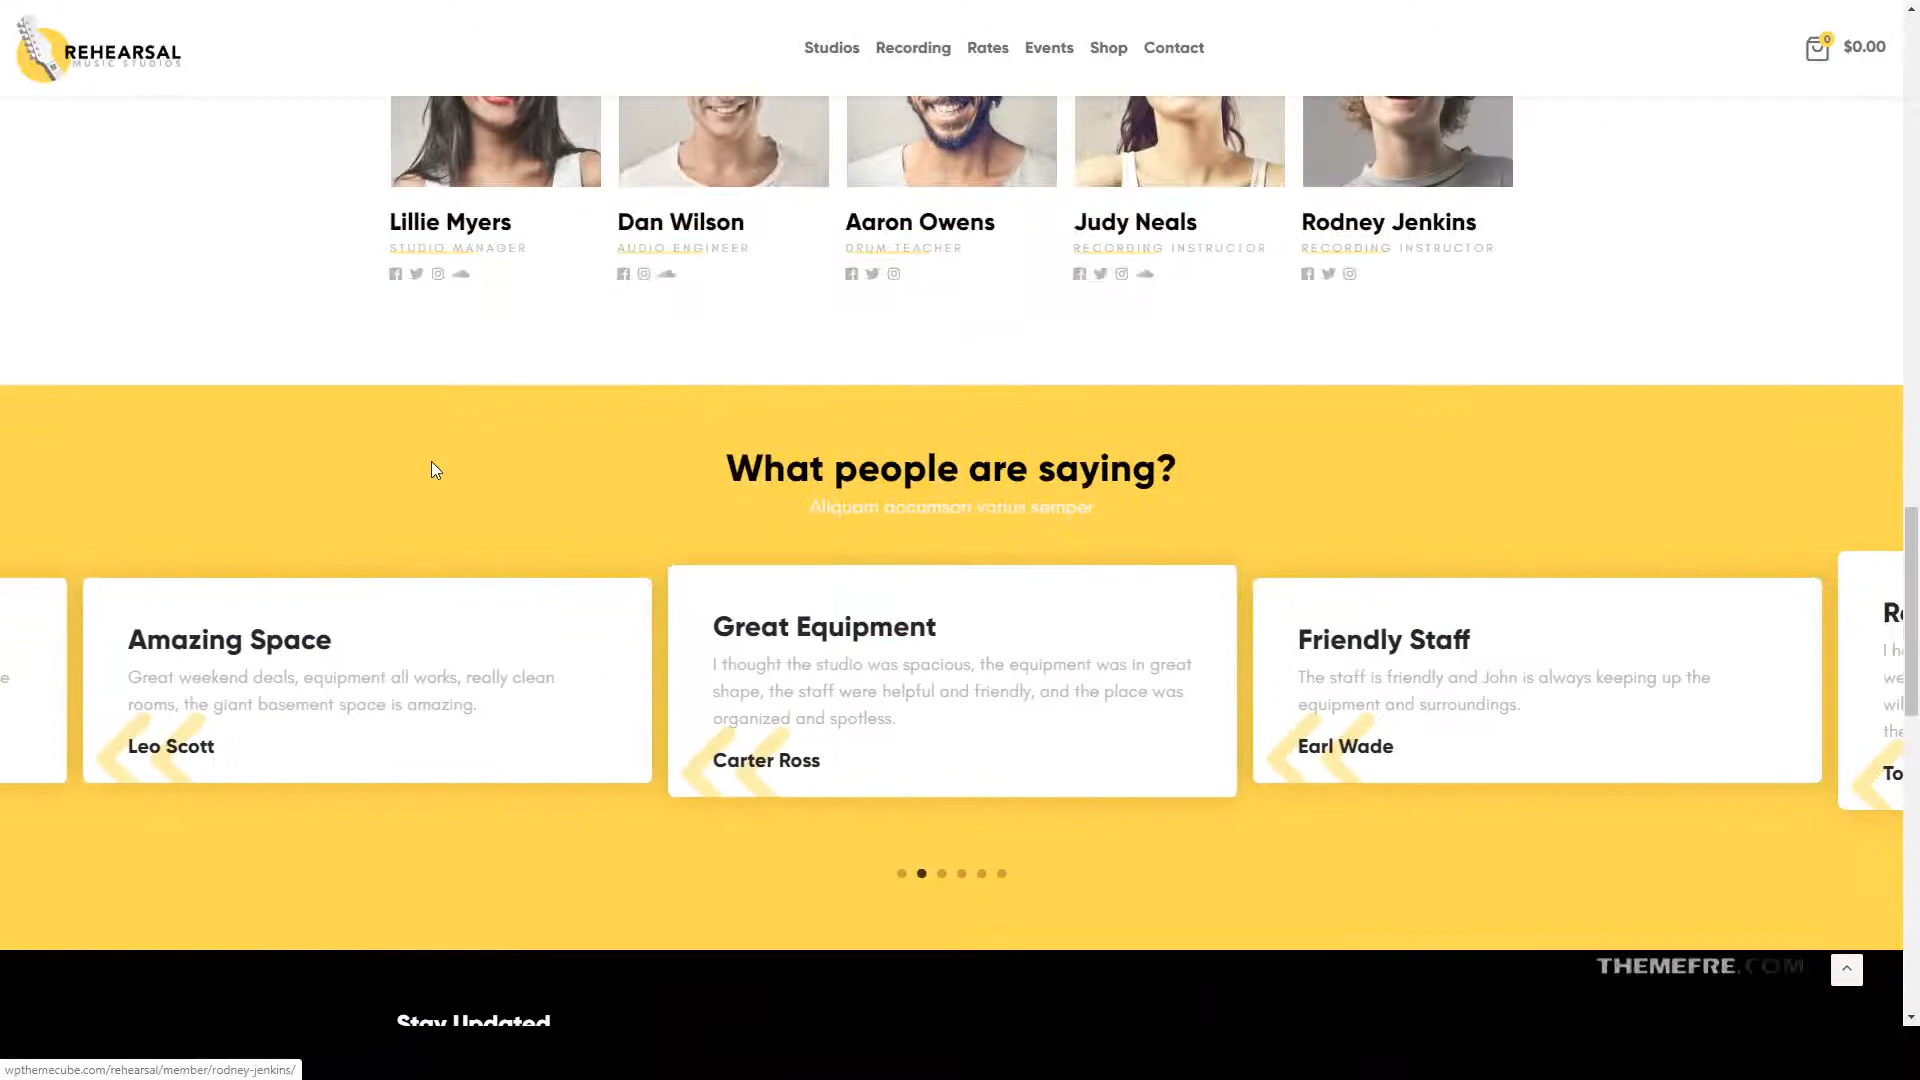 REHEARSAL
MUSIC STUDIOS
Studios Recording Rates Events Shop Contact
0 $0.00
Lillie Myers
STUDIO MANAGER
Dan Wilson
AUDIO ENGINEER
Aaron Owens
DRUM TEACHER
Judy Neals
RECORDING INSTRUCTOR
Rodney Jenkins
RECORDING INSTRUCTOR
What people are saying?
Aliquam accumsan varius semper
Amazing Space
Great weekend deals, equipment all works, really clean
rooms, the giant basement space is amazing.
Leo Scott
Great Equipment
I thought the studio was spacious, the equipment was in great
shape, the staff were helpful and friendly, and the place was
organized and spotless.
Carter Ross
Friendly Staff
The staff is friendly and John is always keeping up the
equipment and surroundings.
Earl Wade
THEMEFRE.COM
Stay Updated
wpthemecube.com/rehearsal/member/rodney-jenkins/